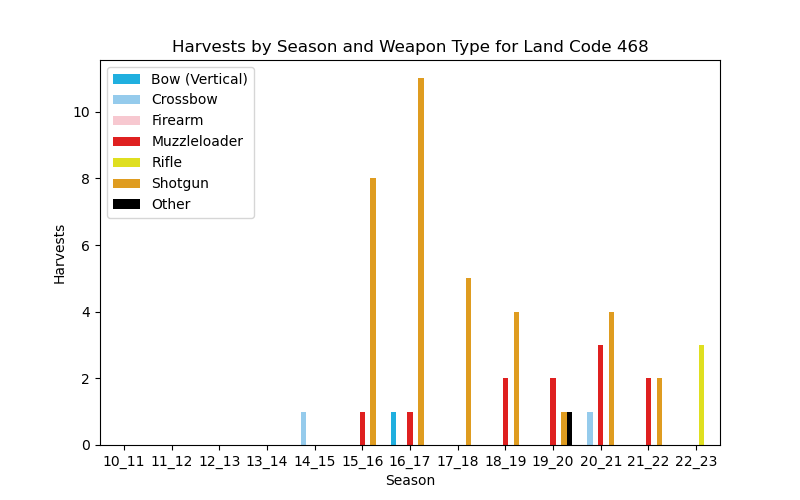 Harvests by Season and Weapon Type for Land Code 468
Bow (Vertical)
Crossbow
Firearm
Muzzleloader
Rifle
Shotgun
Other
10
8
6
4
2
0
Harvests
10_11 11_12 12_13 13_14 14_15 15_16 16_17 17_18 18_19 19_20 20_21 21_22 22_23
Season